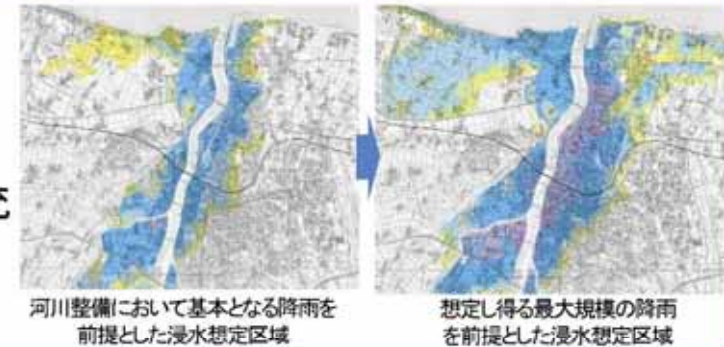 河川整備において基本となる降雨を
前提とした浸水想定区域
想定し得る最大規模の降雨
を前提とした浸水想定区域